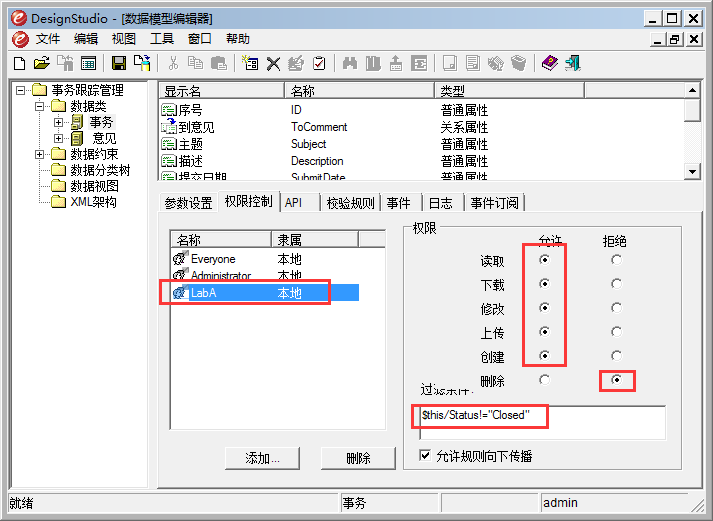 DesignStudio - [数据模型编辑器]
文件 编辑 视图 工具 窗口 帮助
事务跟踪管理
数据类
事务
意见
数据约束
数据分类树
数据视图
XML架构
显示名 名称 类型
序号 ID 普通属性
到意见 ToComment 关系属性
主题 Subject 普通属性
描述 Description 普通属性
提交日期 SubmitDate 普通属性
参数设置 权限控制 API 校验规则 事件 日志 事件订阅
名称 隶属
Everyone 本地
Administrator 本地
LabA 本地
添加... 删除
权限
允许 拒绝
读取
下载
修改
上传
创建
删除
过滤条件:
$this/Status!="Closed"
允许规则向下传播
就绪 事务 admin